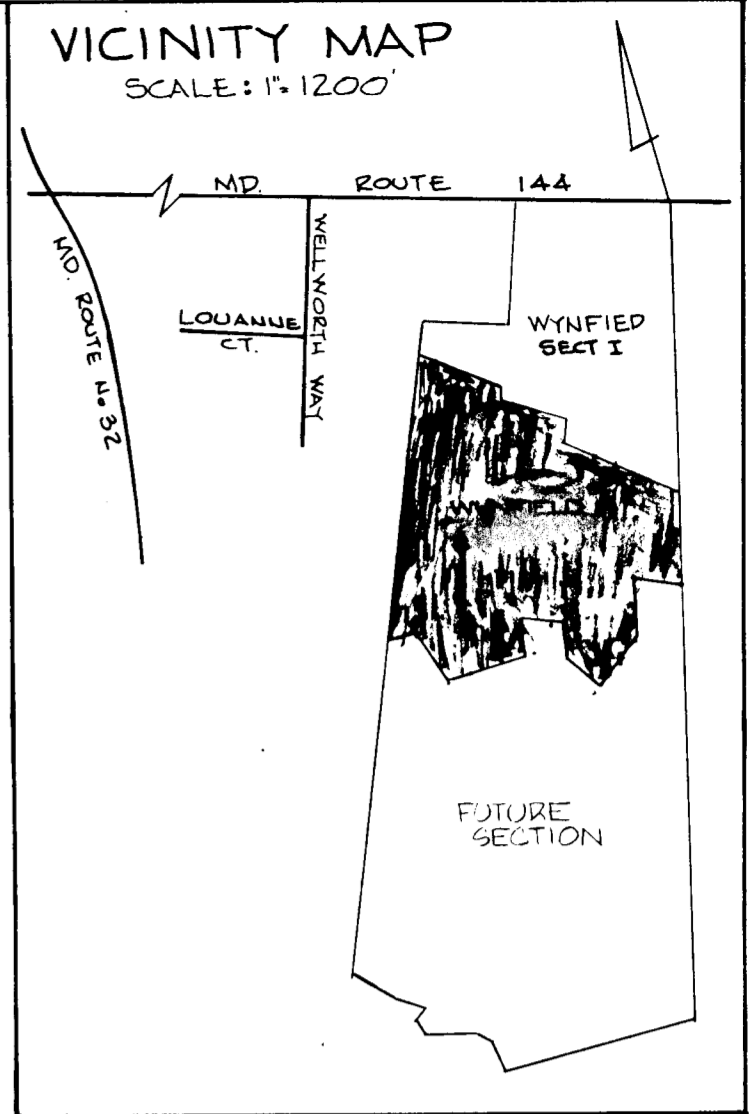 VICINITY MAP
SCALE: 1"= 1200'
MD. ROUTE 144
MD. ROUTE No 32
WELLWORTH WAY
LOUANNE
CT.
WYNFIED
SECT I
FUTURE
SECTION